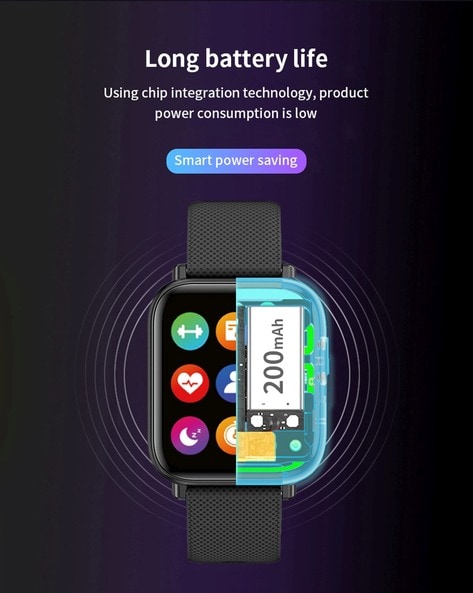 Long battery life
Using chip integration technology, product
power consumption is low
Smart power saving
200mAh